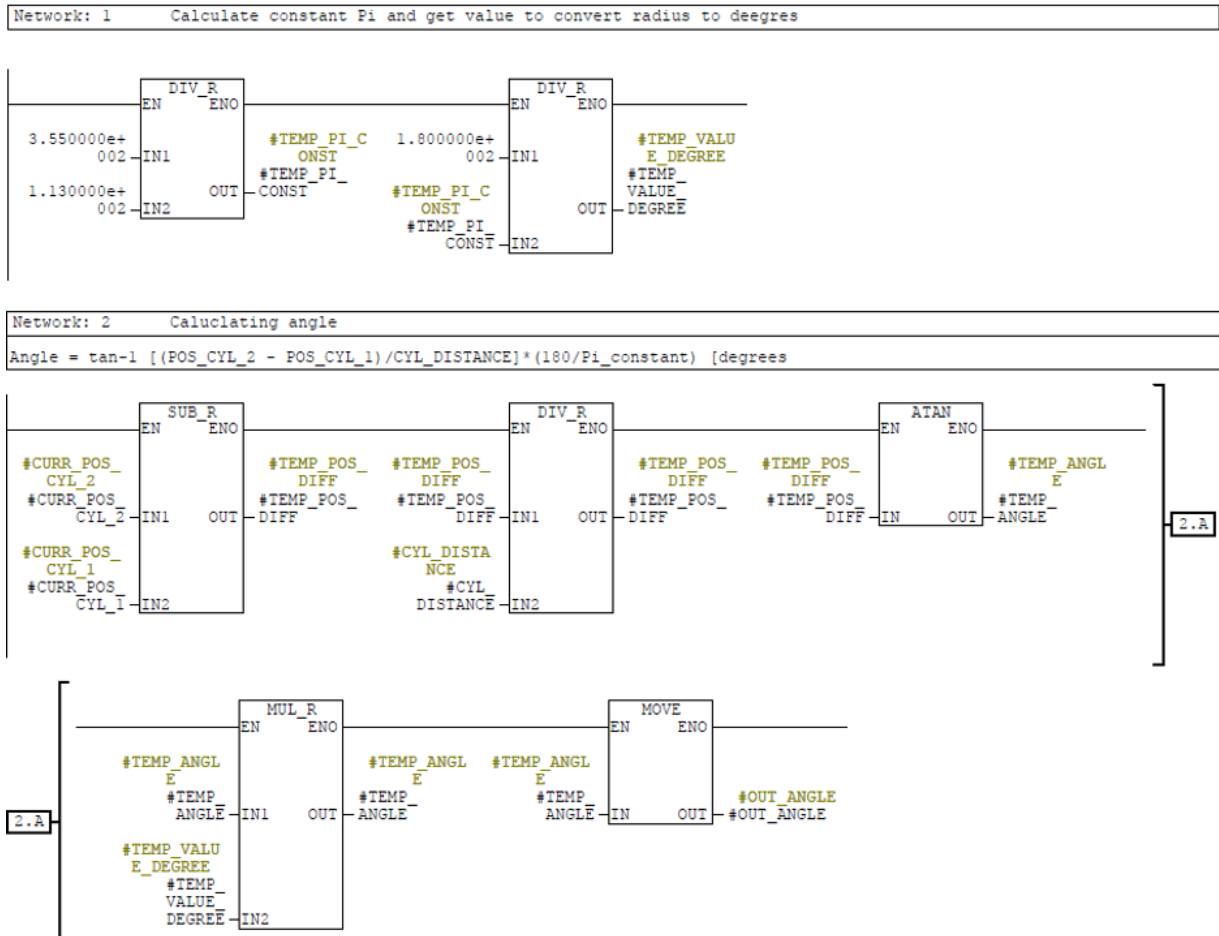 Network: 1 Calculate constant Pi and get value to convert radius to deegres
DIV_R
EN ENO
3.550000e+
002 IN1
1.130000e+
002 IN2
OUT
#TEMP_PI_C
ONST
#TEMP_PI_
CONST
DIV_R
EN ENO
1.800000e+
002 IN1
#TEMP_PI_C
ONST
#TEMP_PI_
CONST IN2
OUT
#TEMP_VALU
E_DEGREE
#TEMP_
VALUE_
DEGREE
Network: 2 Caluclating angle
Angle = tan-1 [(POS_CYL_2 - POS_CYL_1)/CYL_DISTANCE]*(180/Pi_constant) [degrees
SUB_R
EN ENO
#CURR_POS_
CYL_2
#CURR_POS_
CYL_2 IN1
#CURR_POS_
CYL_1
#CURR_POS_
CYL_1 IN2
OUT
#TEMP_POS_
DIFF
#TEMP_POS_
DIFF
DIV_R
EN ENO
#TEMP_POS_
DIFF
#TEMP_POS_
DIFF IN1
#CYL_DISTA
NCE
#CYL_
DISTANCE IN2
OUT
#TEMP_POS_
DIFF
#TEMP_POS_
DIFF
ATAN
EN ENO
#TEMP_POS_
DIFF
#TEMP_POS_
DIFF IN
OUT
#TEMP_ANGL
E
#TEMP_
ANGLE
2.A
2.A
MUL_R
EN ENO
#TEMP_ANGL
E
#TEMP_
ANGLE IN1
#TEMP_VALU
E_DEGREE
#TEMP_
VALUE_
DEGREE IN2
OUT
#TEMP_ANGL
E
#TEMP_
ANGLE
MOVE
EN ENO
#TEMP_ANGL
E
#TEMP_
ANGLE IN
OUT
#OUT_ANGLE
#OUT_ANGLE